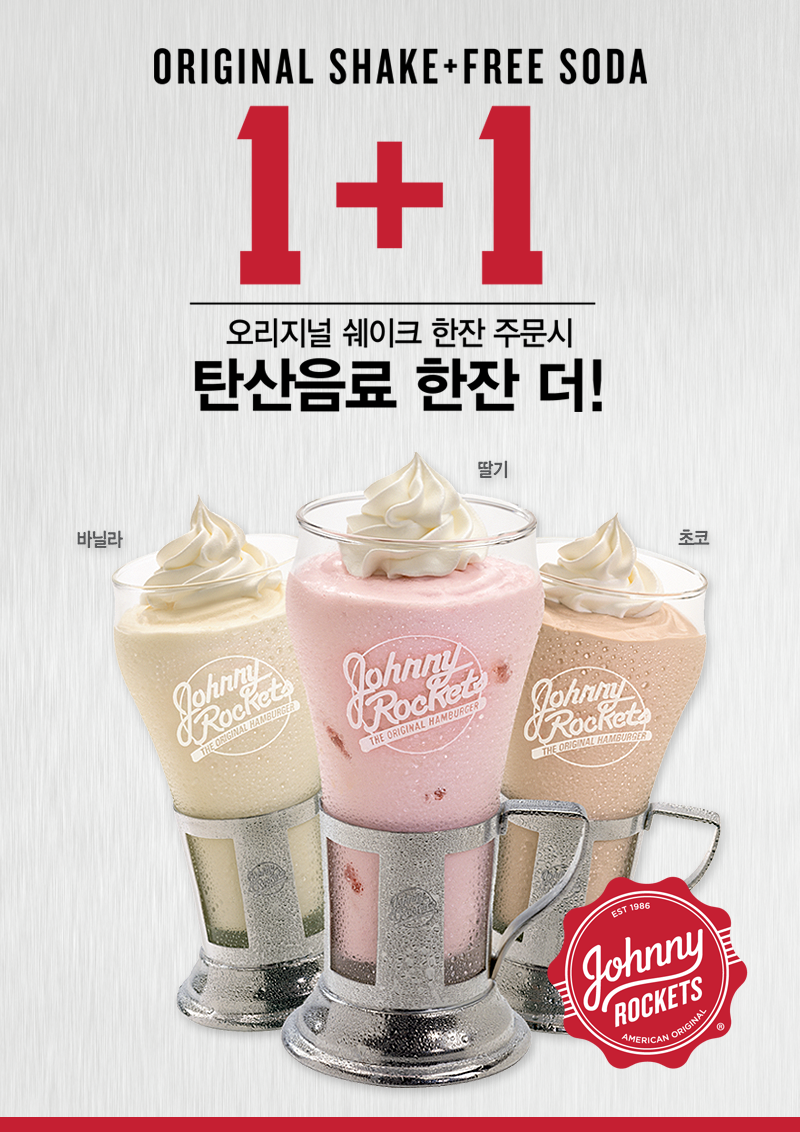 ORIGINAL SHAKE+FREE SODA
1+1
오리지널 쉐이크 한잔 주문시
탄산음료 한잔 더!
딸기
바닐라
초코
Johnny
Rockets
THE ORIGINAL HAMBURGER
Johnny
Rockets
THE ORIGINAL HAMBURGER
Johnny
Rockets
THE ORIGINAL HAMBURGER
EST 1986
Johnny
ROCKETS
AMERICAN ORIGINAL
®